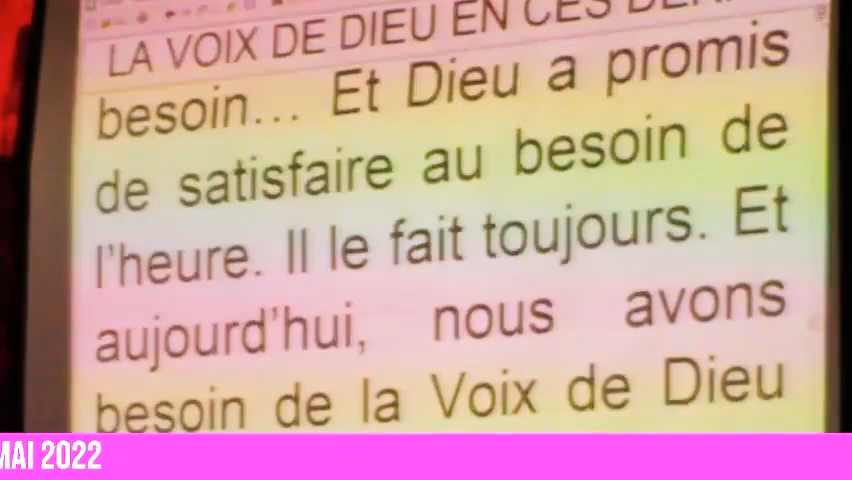 LA VOIX DE DIEU EN CES
besoin... Et Dieu a promis
de satisfaire au besoin de
l'heure. Il le fait toujours. Et
aujourd'hui, nous avons
besoin de la Voix de Dieu
MAI 2022